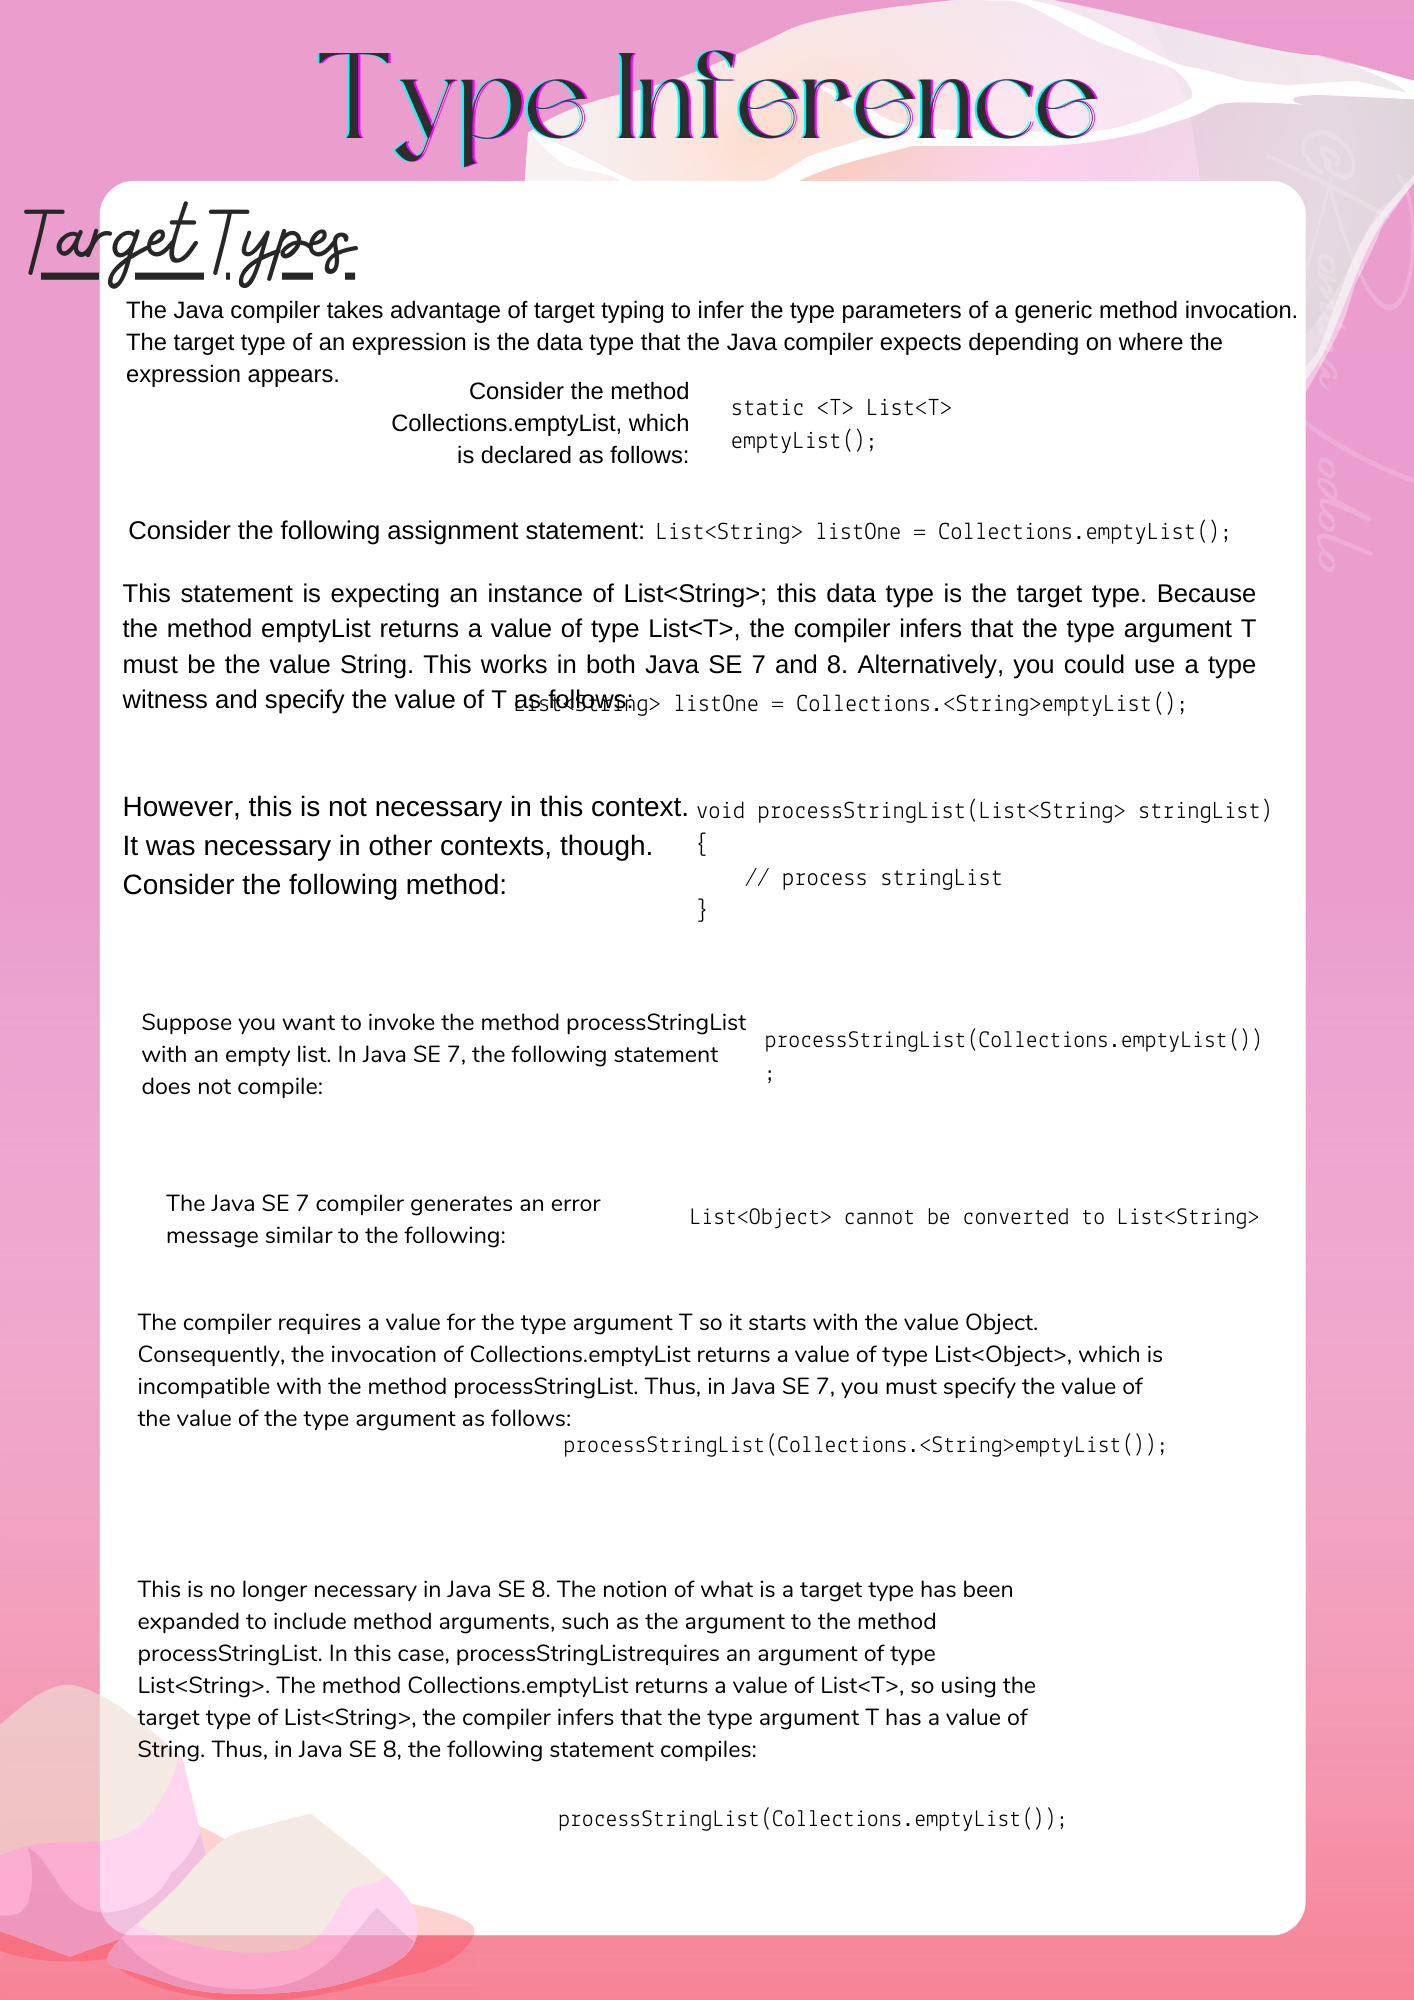 Type Inference
Target Types
The Java compiler takes advantage of target typing to infer the type parameters of a generic method invocation.
The target type of an expression is the data type that the Java compiler expects depending on where the
expression appears.
Consider the method
Collections.emptyList, which
is declared as follows:
static <T> List<T>
emptyList();
Consider the following assignment statement:
List<String> listOne = Collections.emptyList();
This statement is expecting an instance of List<String>; this data type is the target type. Because
the method emptyList returns a value of type List<T>, the compiler infers that the type argument T
must be the value String. This works in both Java SE 7 and 8. Alternatively, you could use a type
witness and specify the value of T as follows:
List<String> listOne = Collections.<String>emptyList();
However, this is not necessary in this context.
It was necessary in other contexts, though.
Consider the following method:
void processStringList(List<String> stringList)
{
    // process stringList
}
Suppose you want to invoke the method processStringList
with an empty list. In Java SE 7, the following statement
does not compile:
processStringList(Collections.emptyList())
;
The Java SE 7 compiler generates an error
message similar to the following:
List<Object> cannot be converted to List<String>
The compiler requires a value for the type argument T so it starts with the value Object.
Consequently, the invocation of Collections.emptyList returns a value of type List<Object>, which is
incompatible with the method processStringList. Thus, in Java SE 7, you must specify the value of
the value of the type argument as follows:
processStringList(Collections.<String>emptyList());
This is no longer necessary in Java SE 8. The notion of what is a target type has been
expanded to include method arguments, such as the argument to the method
processStringList. In this case, processStringListrequires an argument of type
List<String>. The method Collections.emptyList returns a value of List<T>, so using the
target type of List<String>, the compiler infers that the type argument T has a value of
String. Thus, in Java SE 8, the following statement compiles:
processStringList(Collections.emptyList());